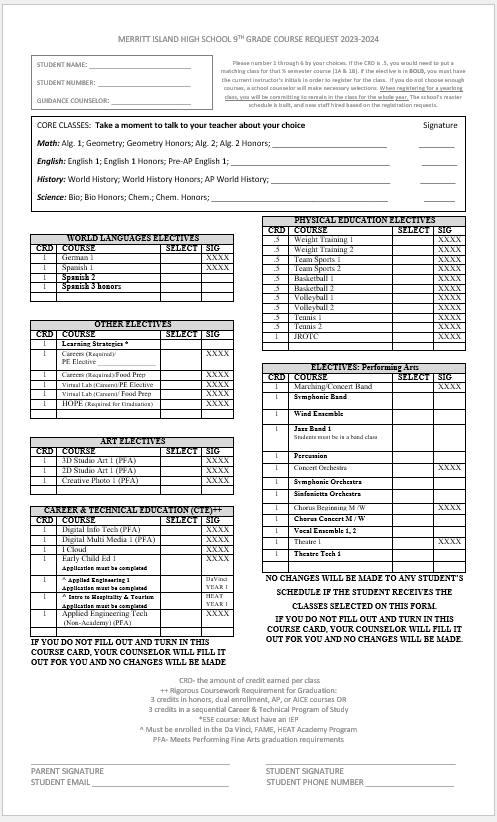 MERRITT ISLAND HIGH SCHOOL 9TH GRADE COURSE REQUEST 2023-2024
STUDENT NAME: ____________________
STUDENT NUMBER: ____________________
GUIDANCE COUNSELOR: ____________________
Please number 1 through 6 by your choices. If the CRD is .5, you would need to put a
matching class for that ½ semester course (1A & 1B). If the elective is in BOLD, you must have
the current instructor's initials in order to register for the class. If you do not choose enough
courses, a school counselor will make necessary selections. When registering for a yearlong
class, you will be committing to remain in the class for the whole year. The school's master
schedule is built, and new staff hired based on the registration requests.
CORE CLASSES: Take a moment to talk to your teacher about your choice Signature
Math: Alg. 1; Geometry; Geometry Honors; Alg. 2; Alg. 2 Honors; ____________________ ________
English: English 1; English 1 Honors; Pre-AP English 1; ____________________ ________
History: World History; World History Honors; AP World History; ____________________ ________
Science: Bio; Bio Honors; Chem.; Chem. Honors; ____________________ ________
WORLD LANGUAGES ELECTIVES
CRD COURSE SELECT SIG
1 German 1 XXXX
1 Spanish 1 XXXX
1 Spanish 2
1 Spanish 3 honors
OTHER ELECTIVES
CRD COURSE SELECT SIG
1 Learning Strategies *
1 Careers (Required)/ XXXX
PE Elective
1 Careers (Required)/Food Prep XXXX
1 Virtual Lab (Careers)/PE Elective XXXX
1 Virtual Lab (Careers)/ Food Prep XXXX
1 HOPE (Required for Graduation) XXXX
ART ELECTIVES
CRD COURSE SELECT SIG
1 3D Studio Art 1 (PFA) XXXX
1 2D Studio Art 1 (PFA) XXXX
1 Creative Photo 1 (PFA) XXXX
CAREER & TECHNICAL EDUCATION (CTE)++
CRD COURSE SELECT SIG
1 Digital Info Tech (PFA) XXXX
1 Digital Multi Media 1 (PFA) XXXX
1 I Cloud XXXX
1 Early Child Ed 1 XXXX
Application must be completed
1 ^ Applied Engineering 1 DaVinci
Application must be completed YEAR 1
1 ^ Intro to Hospitality & Tourism HEAT
Application must be completed YEAR 1
1 Applied Engineering Tech XXXX
(Non-Academy) (PFA)
IF YOU DO NOT FILL OUT AND TURN IN THIS
COURSE CARD, YOUR COUNSELOR WILL FILL IT
OUT FOR YOU AND NO CHANGES WILL BE MADE
PHYSICAL EDUCATION ELECTIVES
CRD COURSE SELECT SIG
.5 Weight Training 1 XXXX
.5 Weight Training 2 XXXX
.5 Team Sports 1 XXXX
.5 Team Sports 2 XXXX
.5 Basketball 1 XXXX
.5 Basketball 2 XXXX
.5 Volleyball 1 XXXX
.5 Volleyball 2 XXXX
.5 Tennis 1 XXXX
.5 Tennis 2 XXXX
1 JROTC XXXX
ELECTIVES: Performing Arts
CRD COURSE SELECT SIG
1 Marching/Concert Band XXXX
1 Symphonic Band
1 Wind Ensemble
1 Jazz Band 1
Students must be in a band class
1 Percussion
1 Concert Orchestra XXXX
1 Symphonic Orchestra
1 Sinfonietta Orchestra
1 Chorus Beginning M /W XXXX
1 Chorus Concert M / W
1 Vocal Ensemble 1, 2
1 Theatre 1 XXXX
1 Theatre Tech 1
NO CHANGES WILL BE MADE TO ANY STUDENT'S
SCHEDULE IF THE STUDENT RECEIVES THE
CLASSES SELECTED ON THIS FORM.
IF YOU DO NOT FILL OUT AND TURN IN THIS
COURSE CARD, YOUR COUNSELOR WILL FILL IT
OUT FOR YOU AND NO CHANGES WILL BE MADE.
CRD- the amount of credit earned per class
++ Rigorous Coursework Requirement for Graduation:
3 credits in honors, dual enrollment, AP, or AICE courses OR
3 credits in a sequential Career & Technical Program of Study
*ESE course: Must have an IEP
^ Must be enrolled in the Da Vinci, FAME, HEAT Academy Program
PFA- Meets Performing Fine Arts graduation requirements
PARENT SIGNATURE STUDENT SIGNATURE
STUDENT EMAIL ____________________ STUDENT PHONE NUMBER ____________________